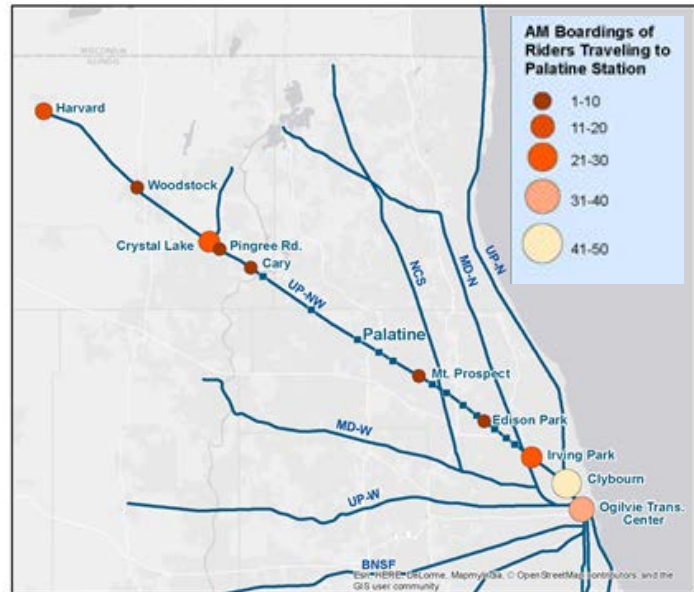 AM Boardings of
Riders Traveling to
Palatine Station
1-10
11-20
21-30
31-40
41-50
WISCONSIN
ILLINOIS
Harvard
Woodstock
Crystal Lake
Pingree Rd.
Cary
UP-NW
NCS
MD-N
UP-N
Palatine
Mt. Prospect
Edison Park
MD-W
Irving Park
Clybourn
UP-W
Ogilvie Trans.
Center
BNSF
Esri, HERE, DeLorme, MapmyIndia, © OpenStreetMap contributors, and the
GIS user community